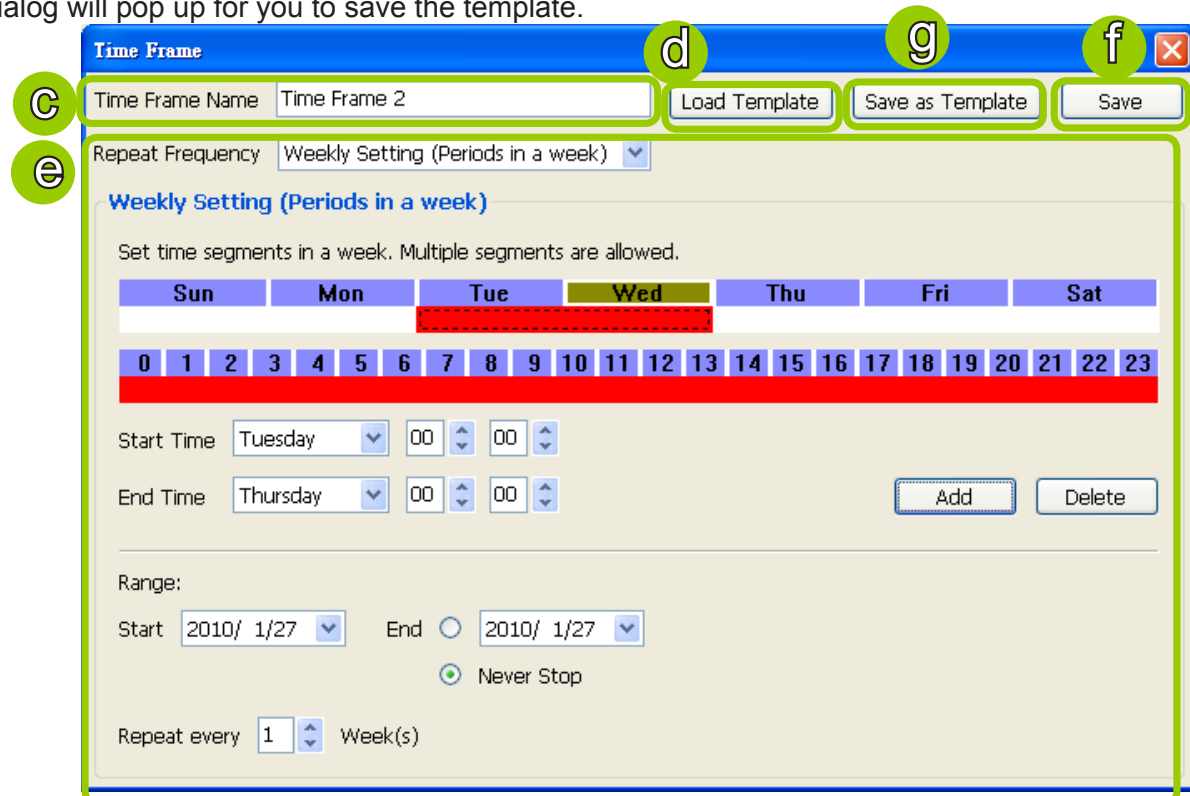 alog will pop up for you to save the template.
d g f
Time Frame
c Time Frame Name Time Frame 2 Load Template Save as Template Save
e Repeat Frequency Weekly Setting (Periods in a week)
Weekly Setting (Periods in a week)
Set time segments in a week. Multiple segments are allowed.
Sun Mon Tue Wed Thu Fri Sat
0 1 2 3 4 5 6 7 8 9 10 11 12 13 14 15 16 17 18 19 20 21 22 23
Start Time Tuesday 00 00
End Time Thursday 00 00 Add Delete
Range:
Start 2010/ 1/27 End 2010/ 1/27
Never Stop
Repeat every 1 Week(s)